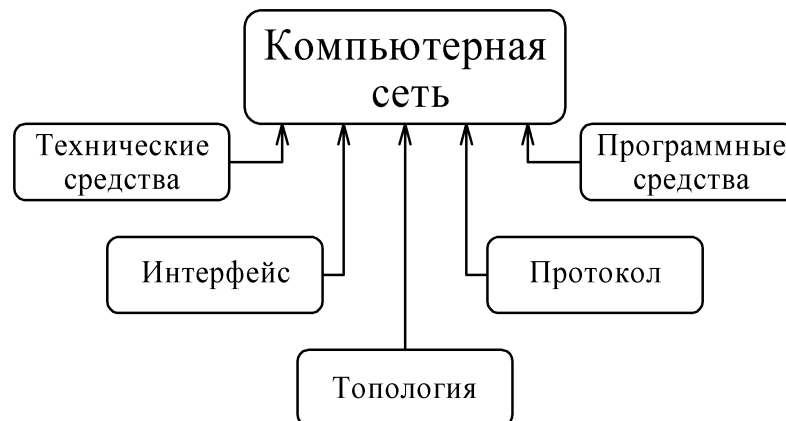 Компьютерная
сеть
Технические
средства
Программные
средства
Интерфейс
Протокол
Топология